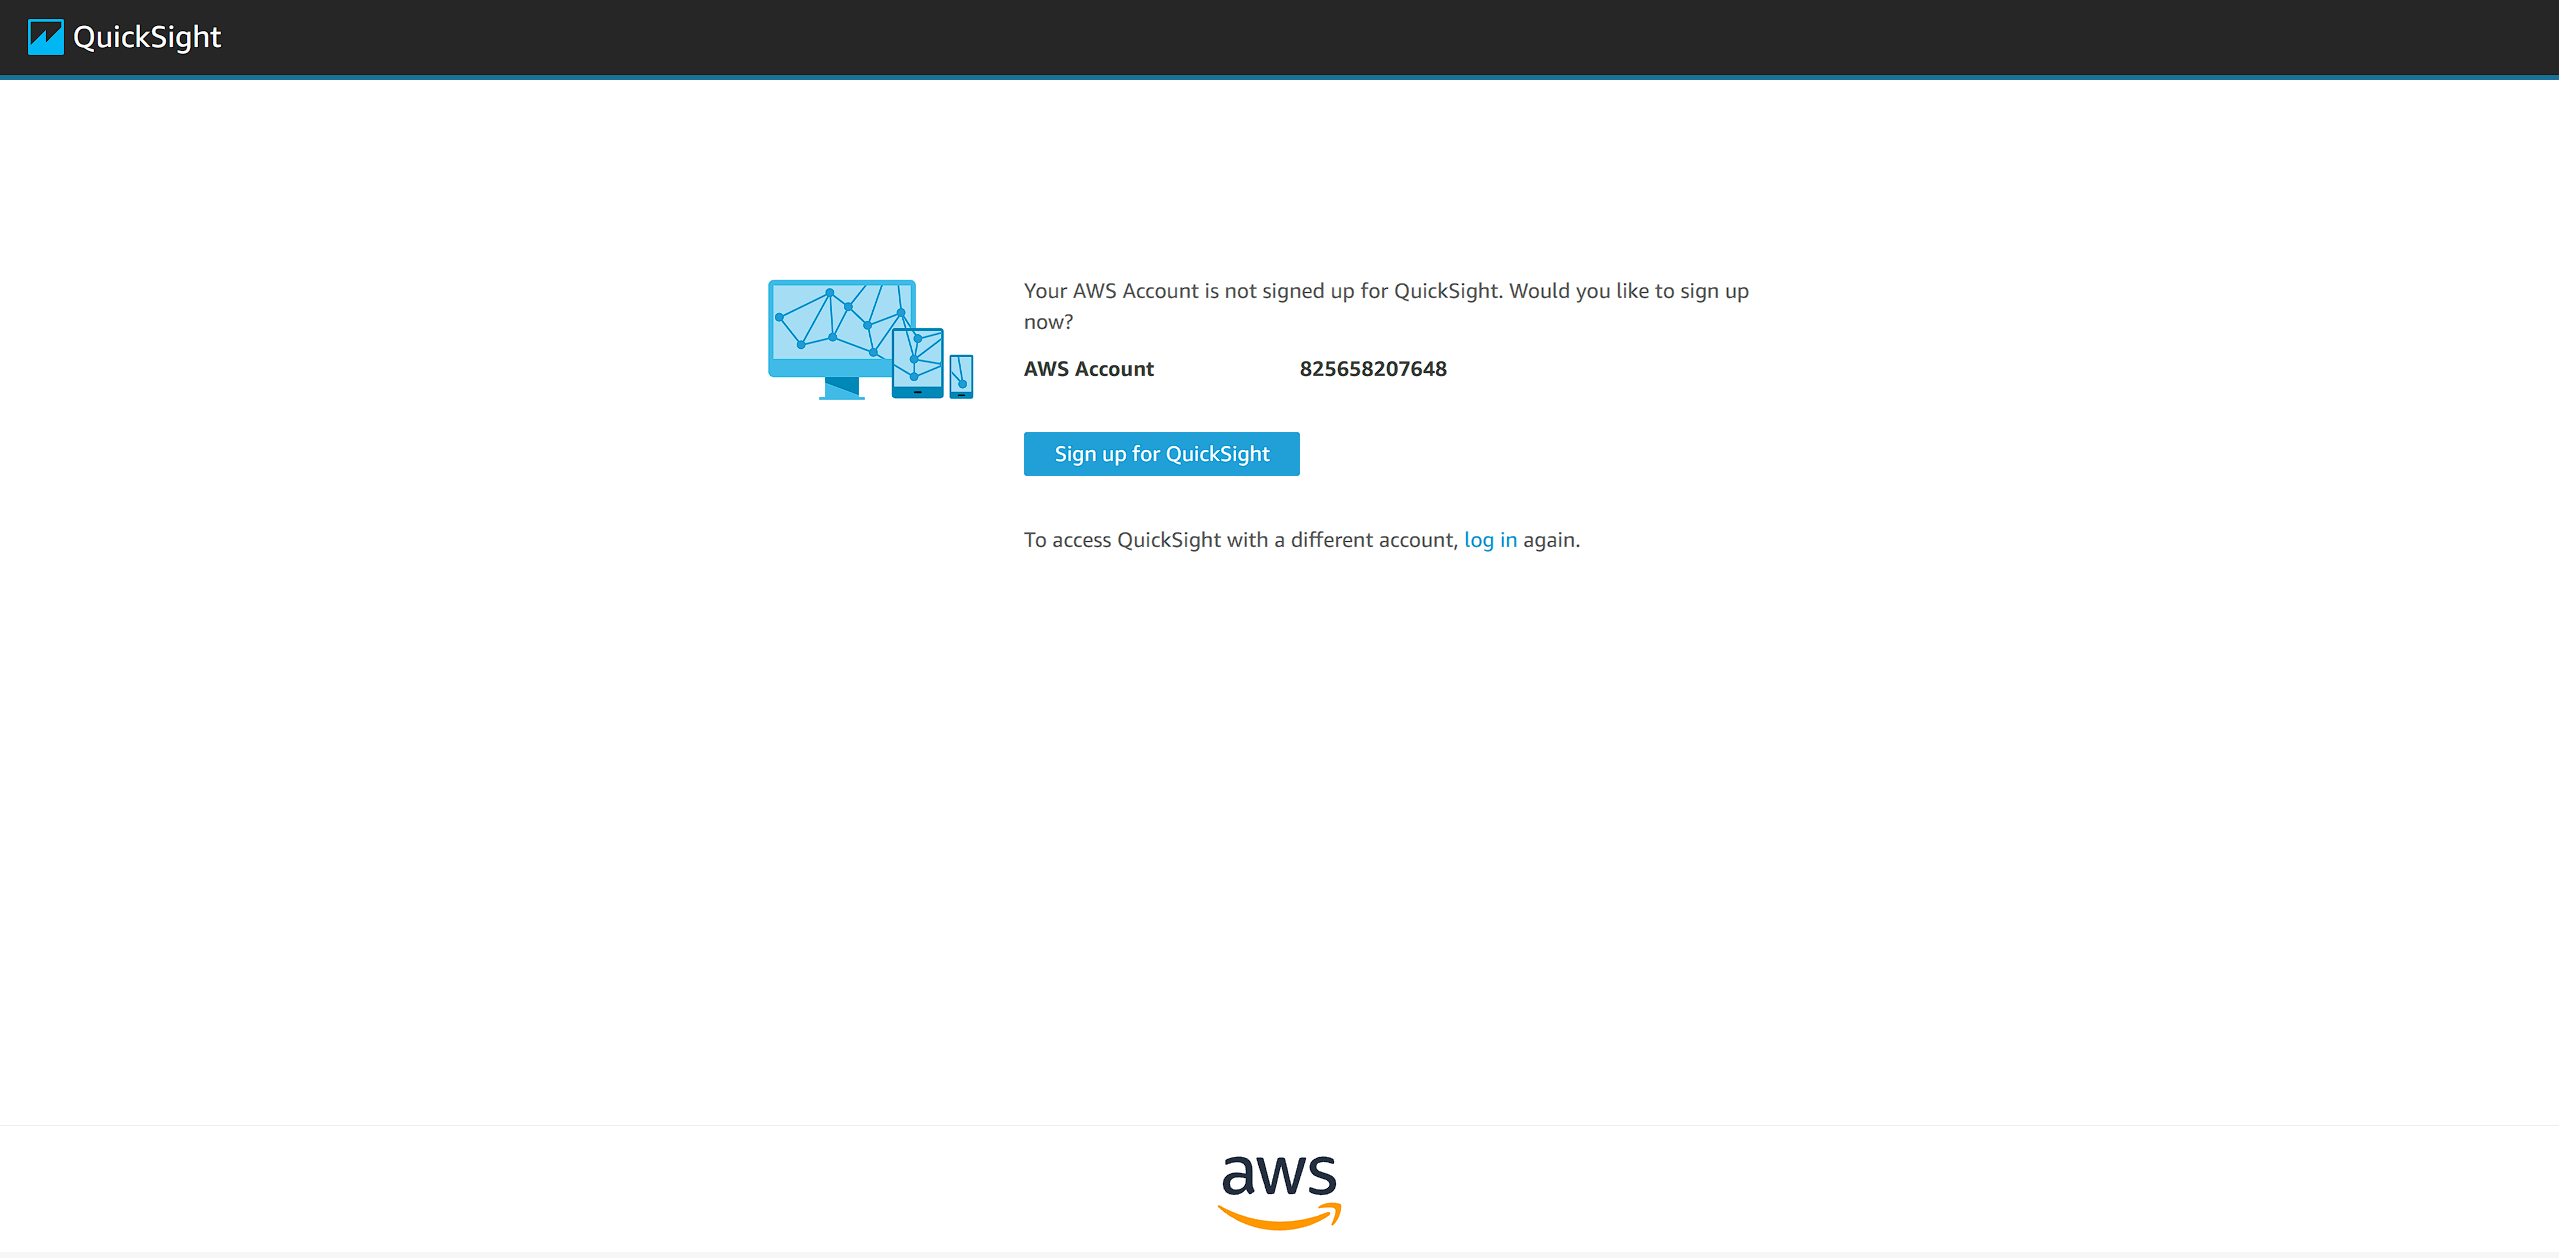 QuickSight
Your AWS Account is not signed up for QuickSight. Would you like to sign up
now?
AWS Account 825658207648
Sign up for QuickSight
To access QuickSight with a different account, log in again.
aws